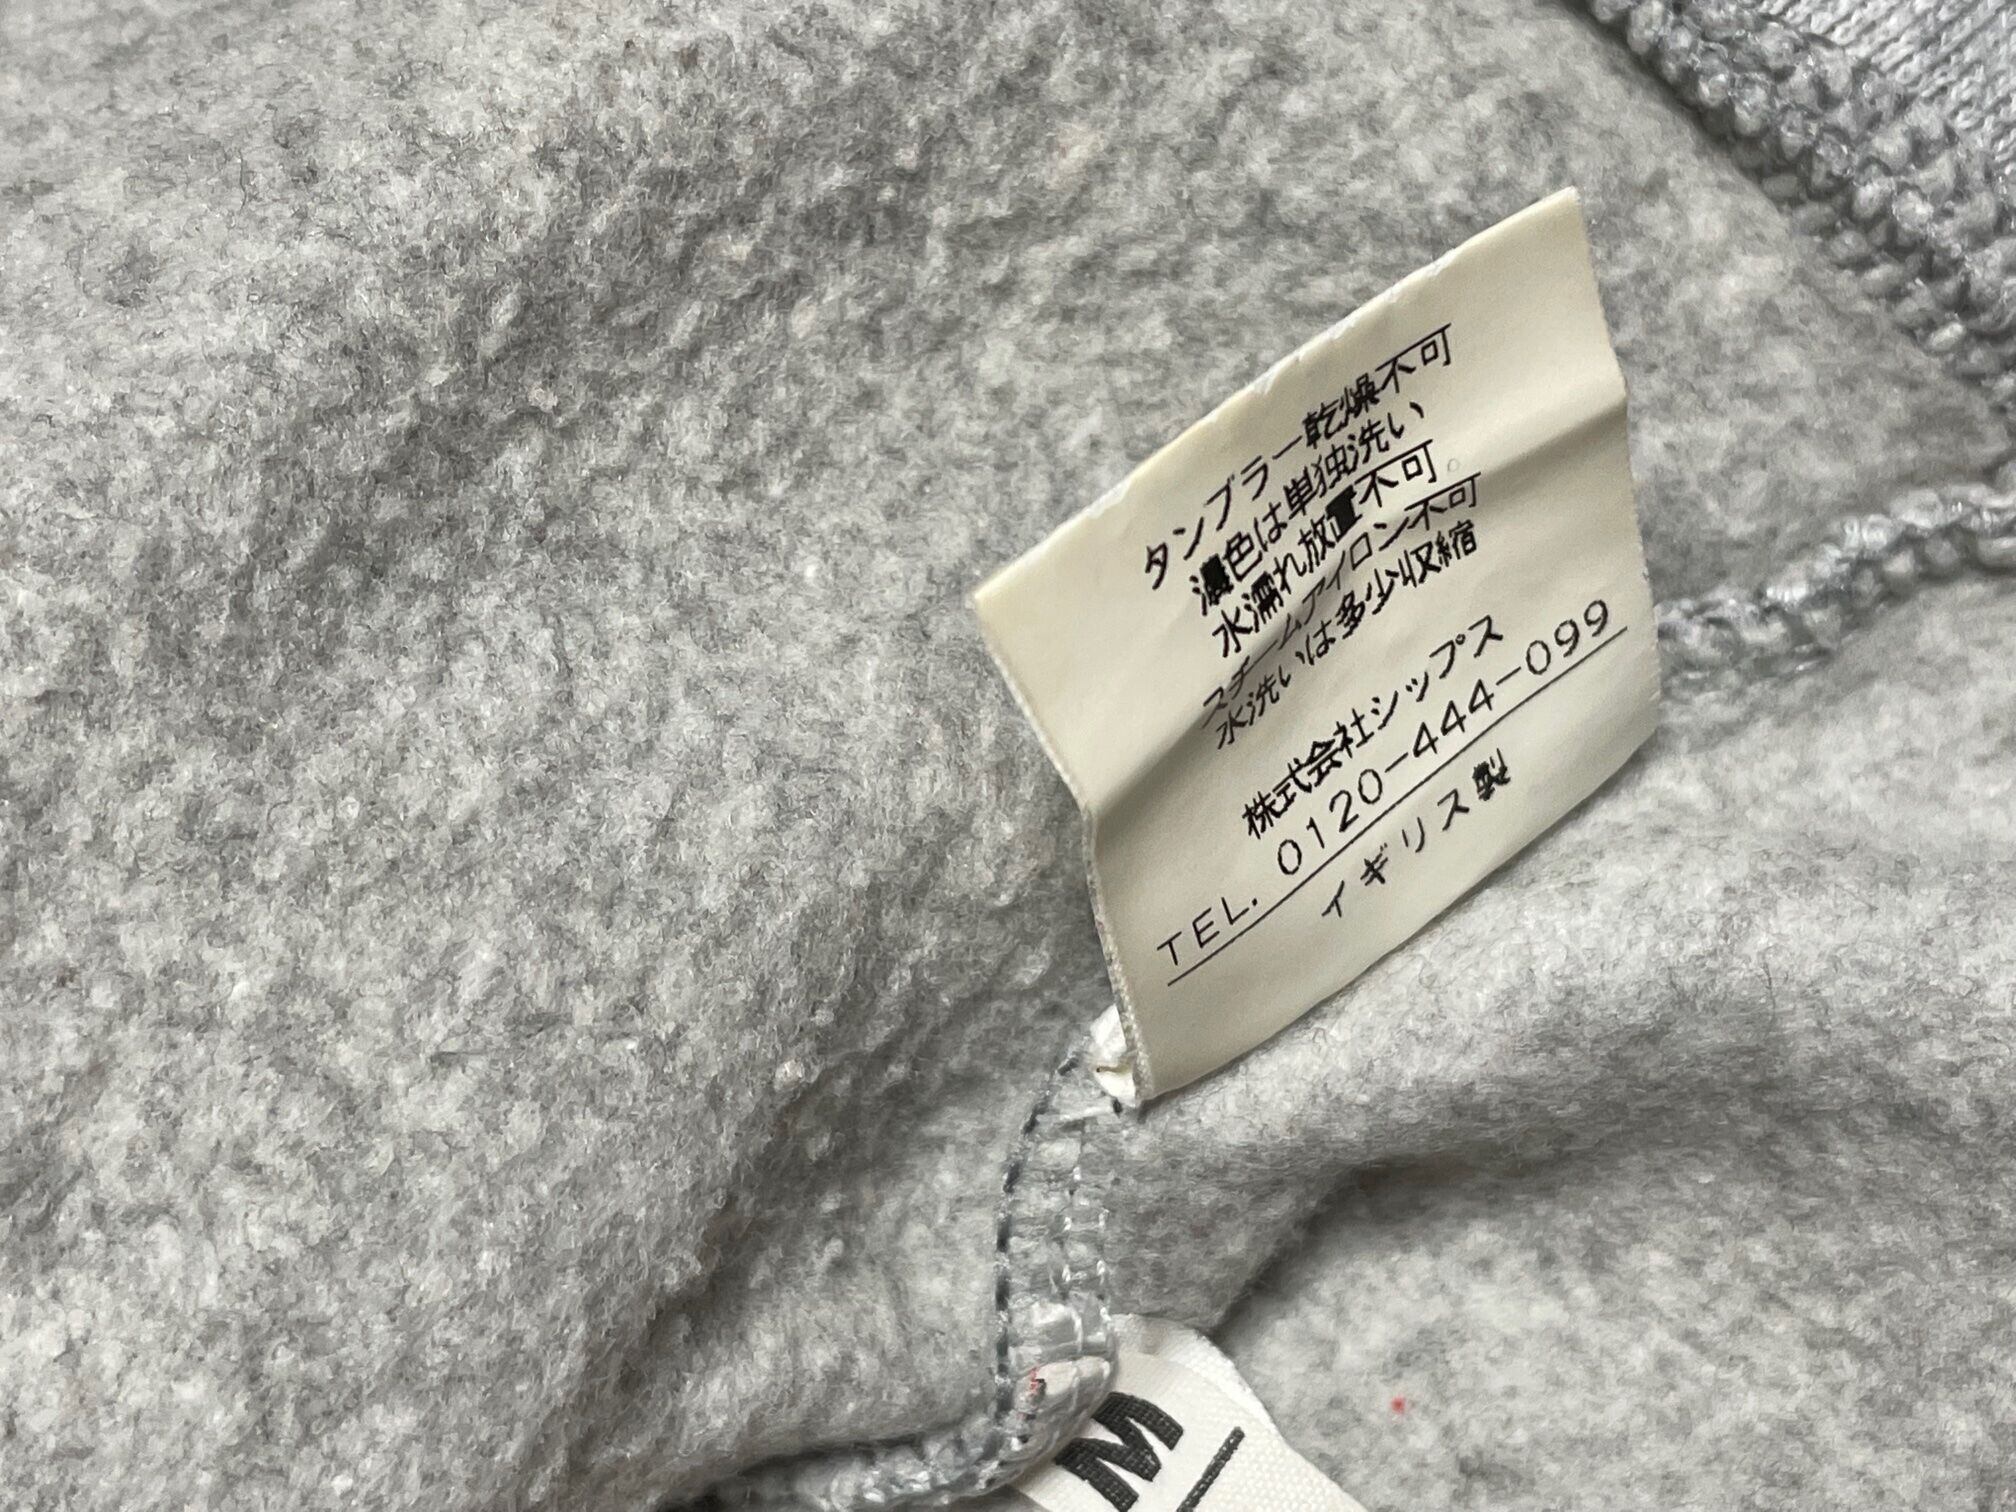 タンブラー乾燥不可
濃色は単独洗い
水濡れ放置不可
スチームアイロン不可
水洗いは多少収縮
株式会社シップス
TEL. 0120-444-099
イギリス製
M